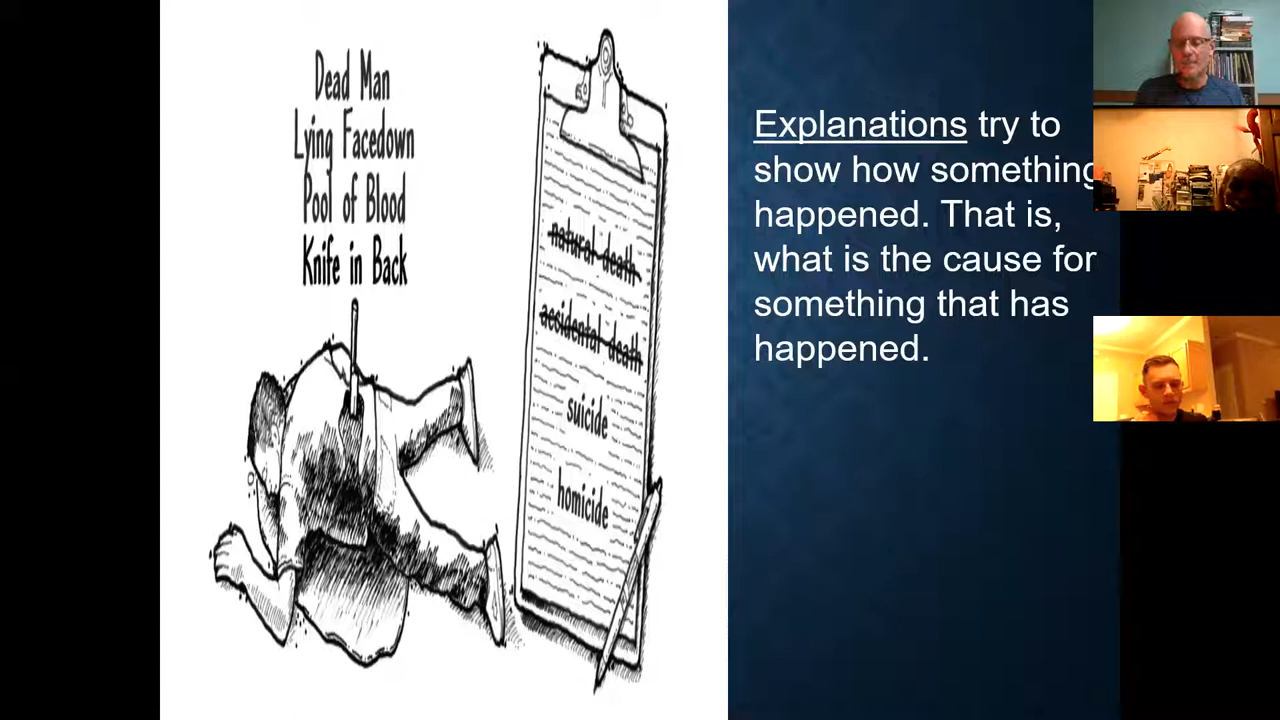 Dead Man
Lying Facedown
Pool of Blood
Knife in Back
natural death
accidental death
suicide
homicide
Explanations try to
show how something
happened. That is,
what is the cause for
something that has
happened.